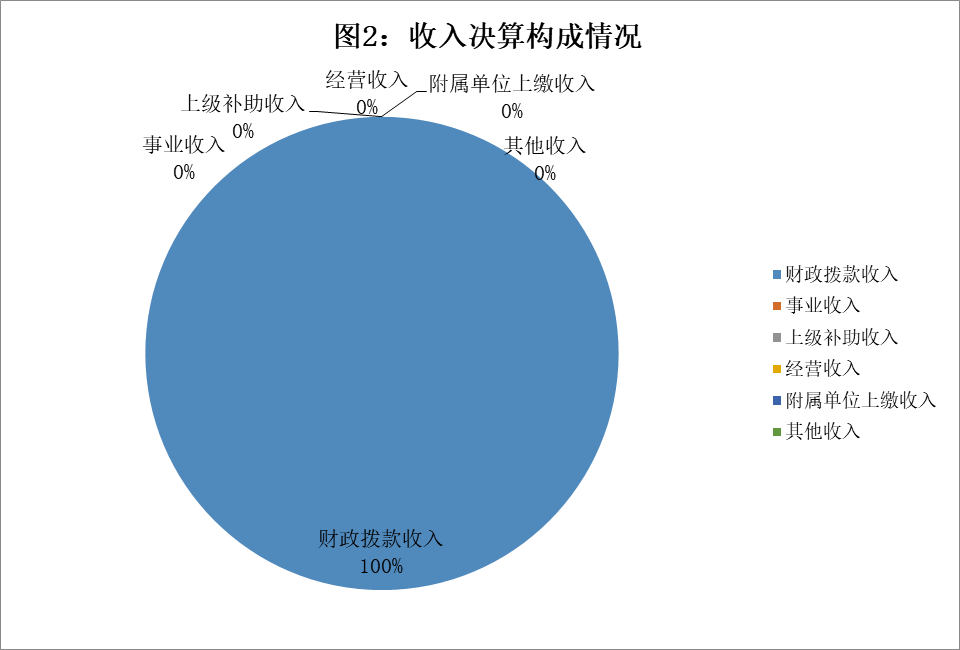 图2：收入决算构成情况
经营收入
0%
附属单位上缴收入
0%
上级补助收入
0%
事业收入
0%
其他收入
0%
财政拨款收入
100%
财政拨款收入
事业收入
上级补助收入
经营收入
附属单位上缴收入
其他收入